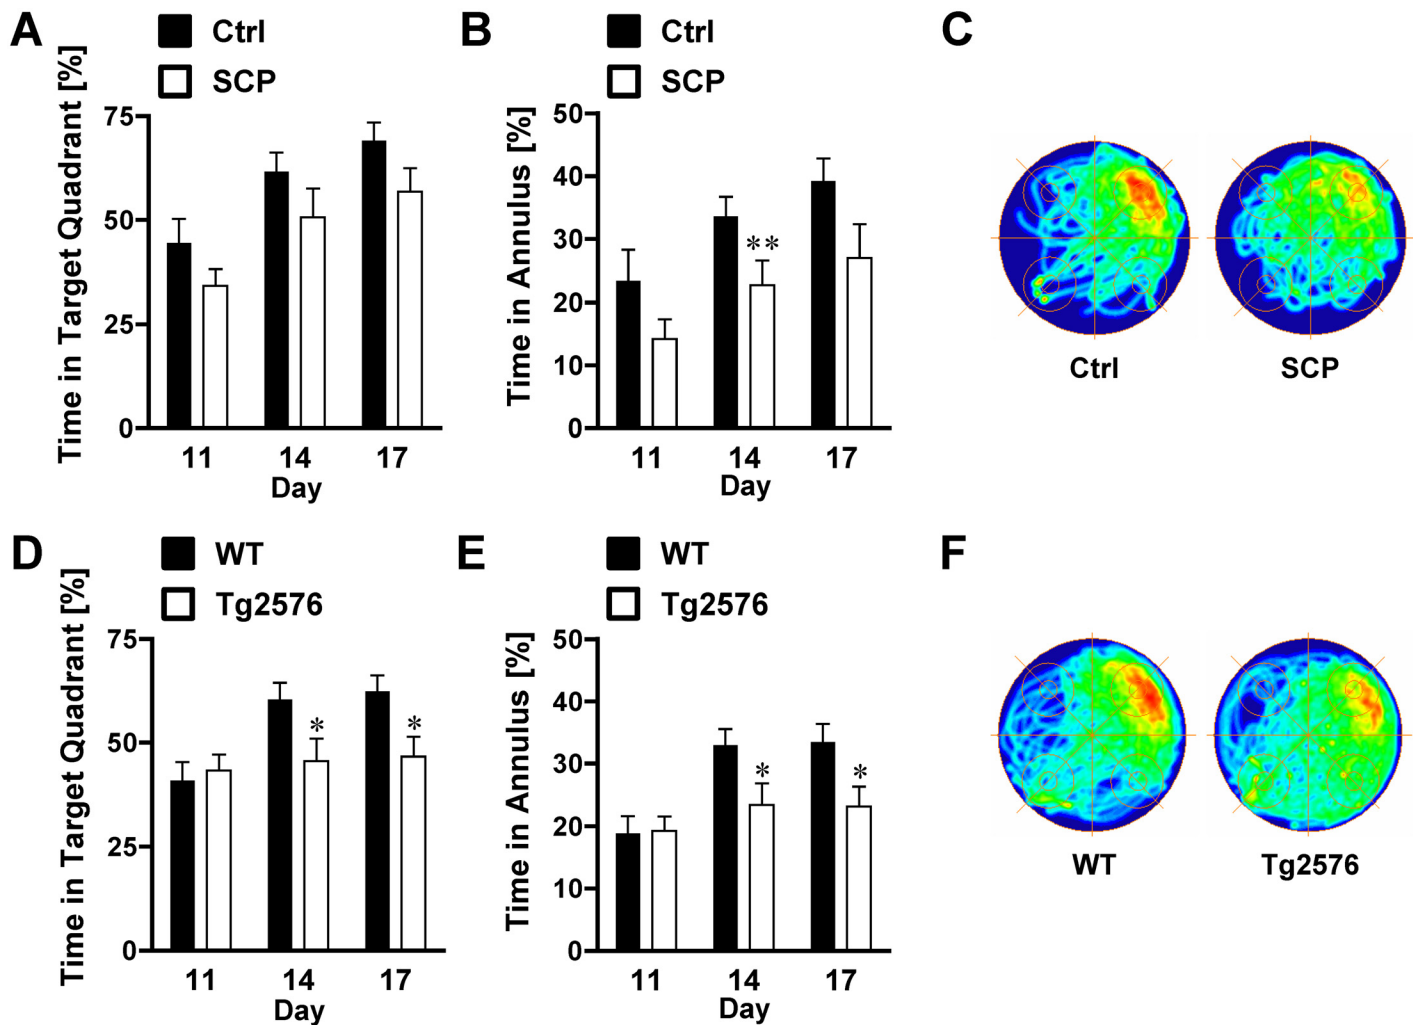 A
Ctrl
SCP
Time in Target Quadrant [%]
75
50
25
0
11 14 17
Day
B
Ctrl
SCP
Time in Annulus [%]
50
40
30
20
10
0
**
11 14 17
Day
C
Ctrl SCP
D
WT
Tg2576
Time in Target Quadrant [%]
75
50
25
0
* *
11 14 17
Day
E
WT
Tg2576
Time in Annulus [%]
50
40
30
20
10
0
* *
11 14 17
Day
F
WT Tg2576